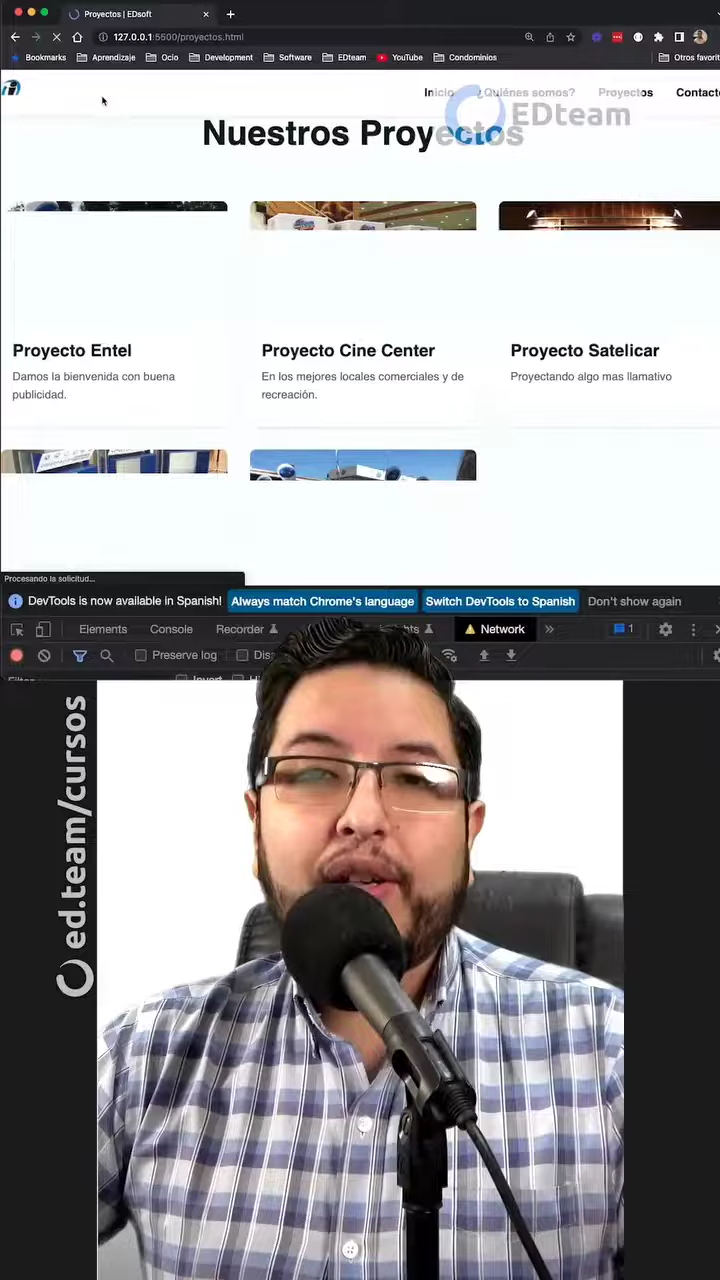 Proyectos | EDsoft
127.0.0.1:5500/proyectos.html
Bookmarks Aprendizaje Ocio Development Software EDteam YouTube Condominios Otros favorit
Inicio ¿Quiénes somos? Proyectos Contacto
EDteam
Nuestros Proyectos
Proyecto Entel
Damos la bienvenida con buena
publicidad.
Proyecto Cine Center
En los mejores locales comerciales y de
recreación.
Proyecto Satelicar
Proyectando algo mas llamativo
Procesando la solicitud...
DevTools is now available in Spanish! Always match Chrome's language Switch DevTools to Spanish Don't show again
Elements Console Recorder Network 1
Preserve log
ed.team/cursos